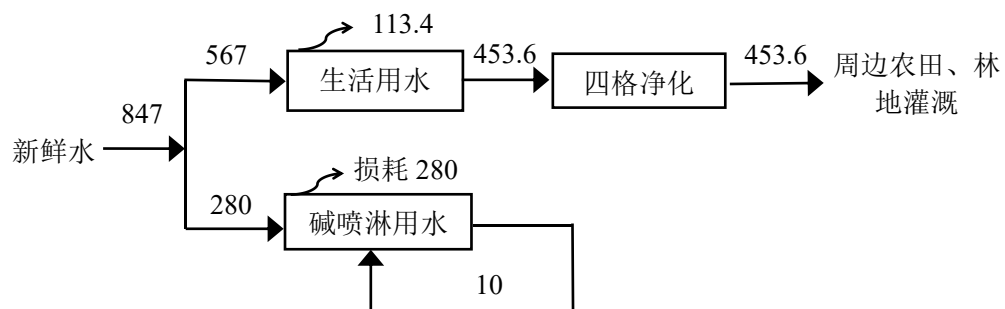 113.4
567
453.6
453.6
生活用水
四格净化
周边农田、林
地灌溉
847
新鲜水
损耗 280
280
碱喷淋用水
10